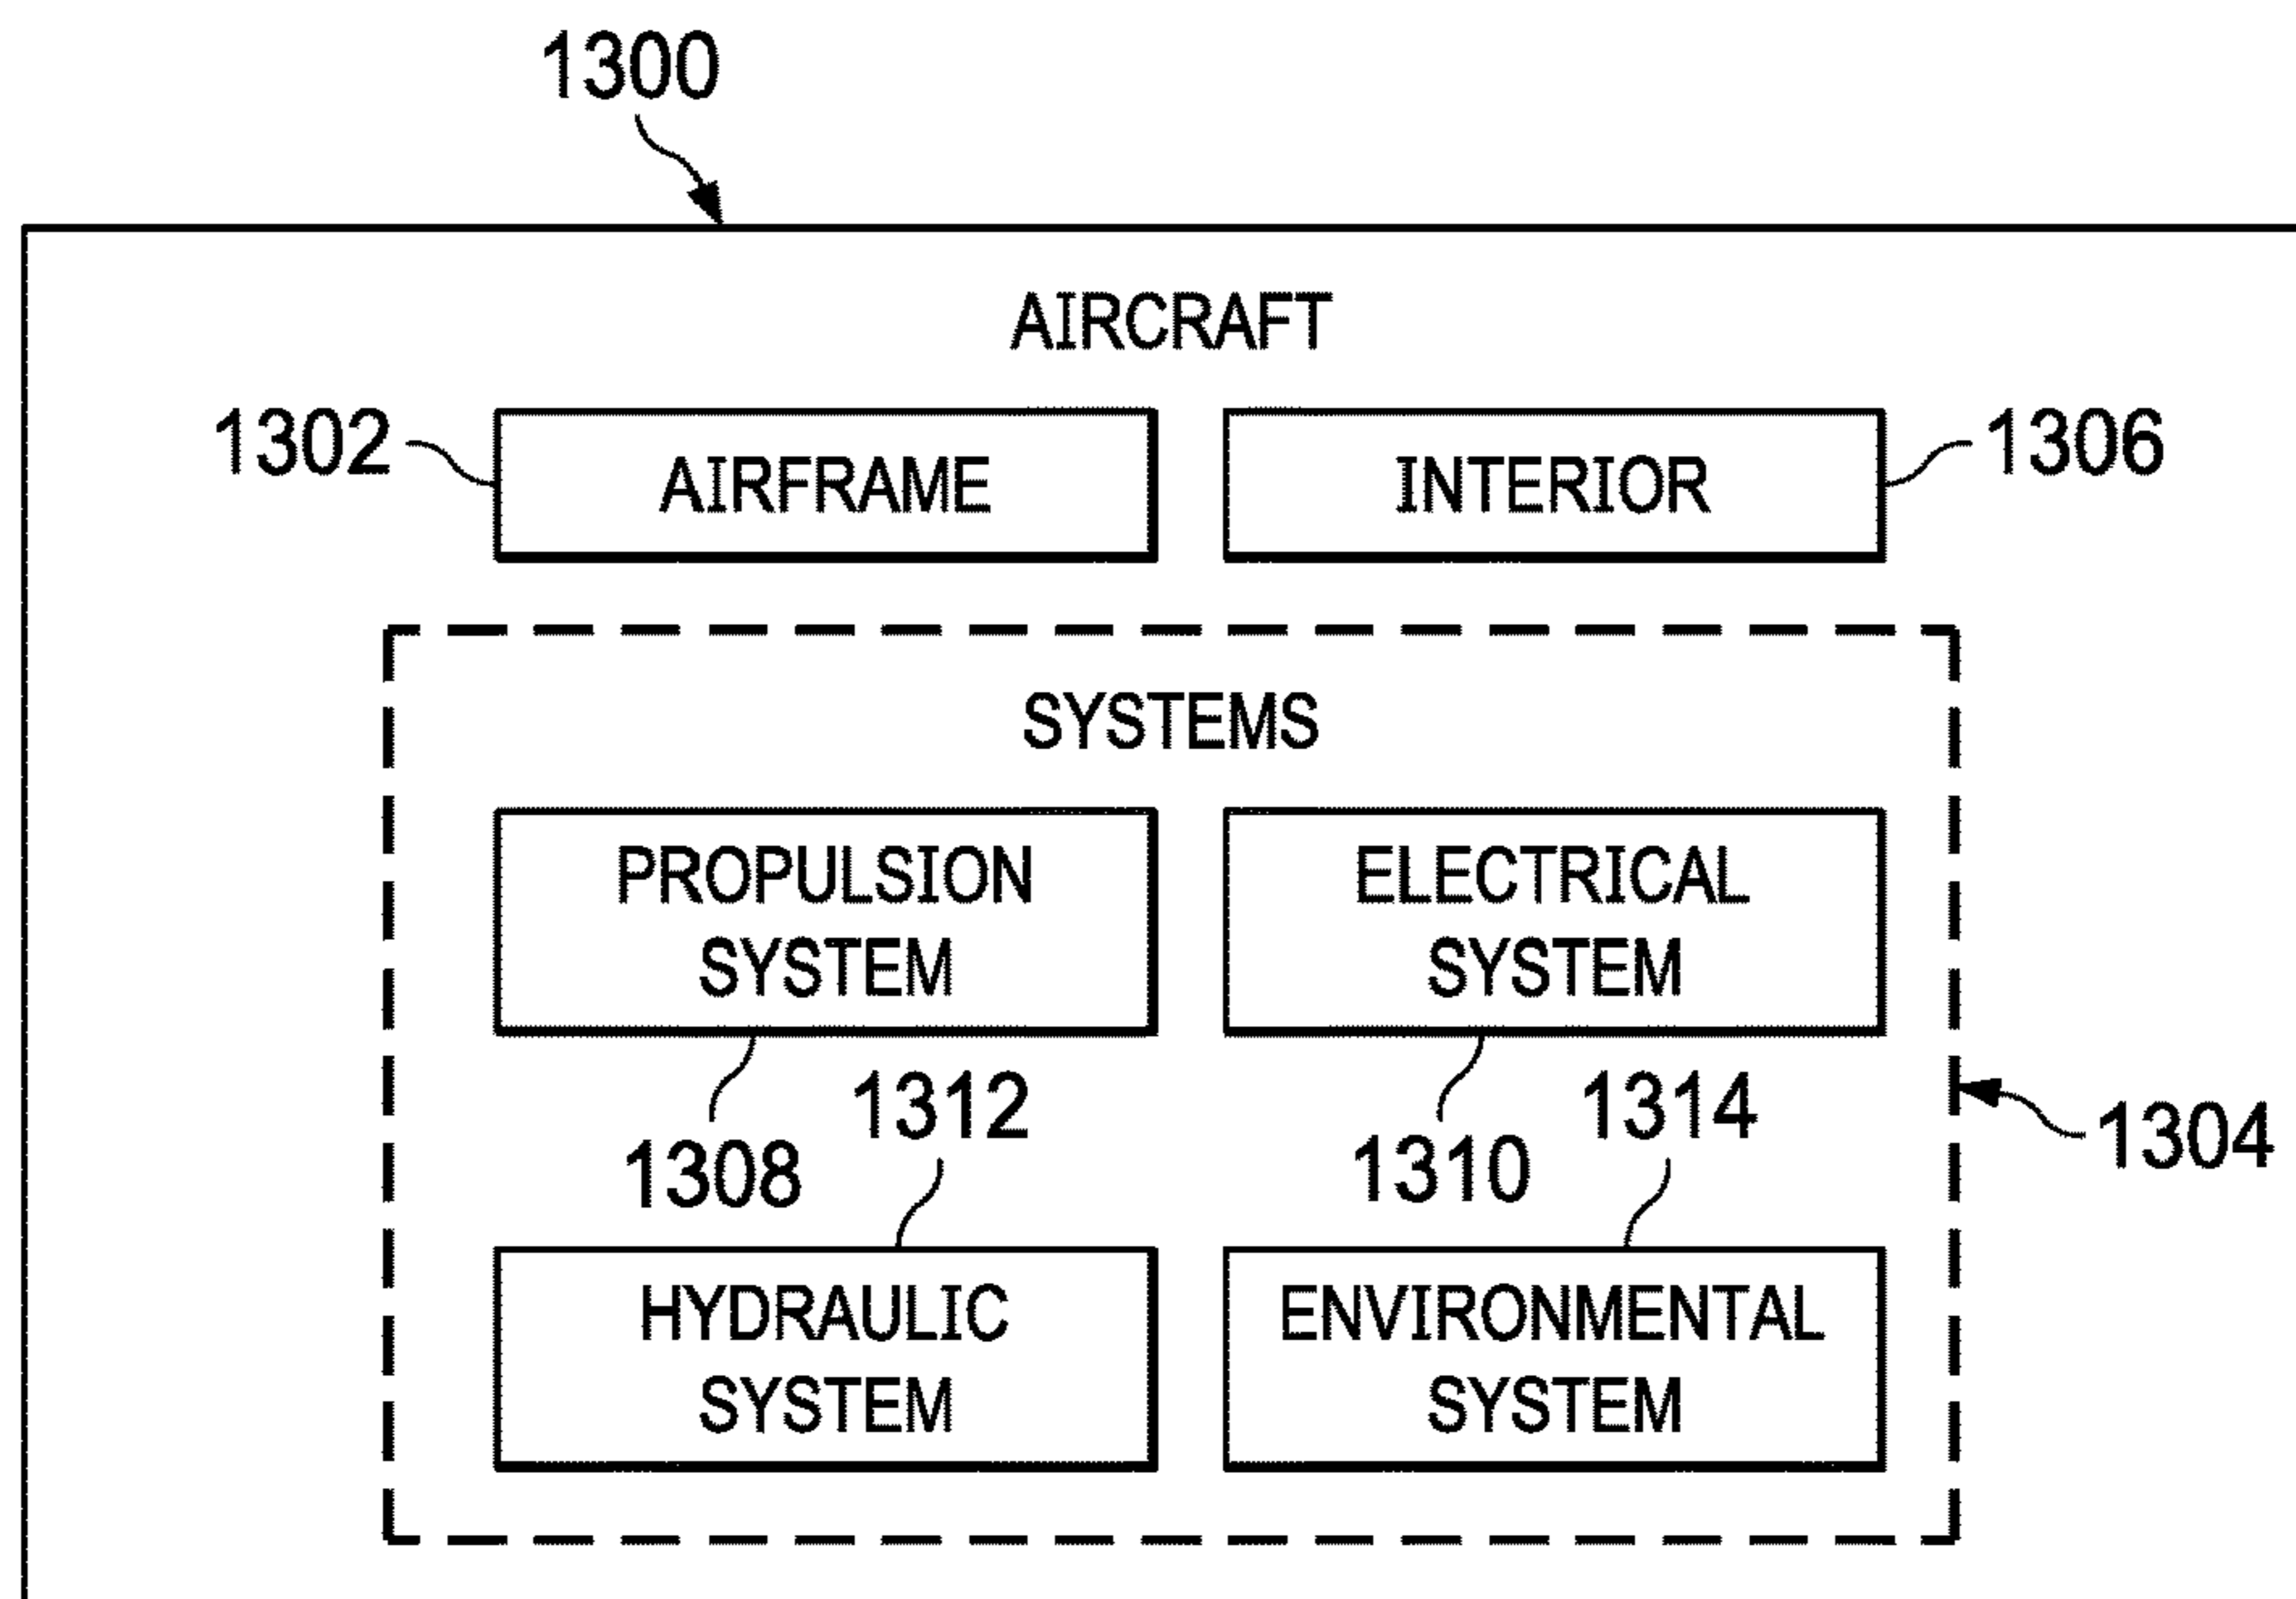 1300
AIRCRAFT
1302
AIRFRAME
INTERIOR
1306
SYSTEMS
PROPULSION
SYSTEM
ELECTRICAL
SYSTEM
1308
1312
1310
1314
1304
HYDRAULIC
SYSTEM
ENVIRONMENTAL
SYSTEM